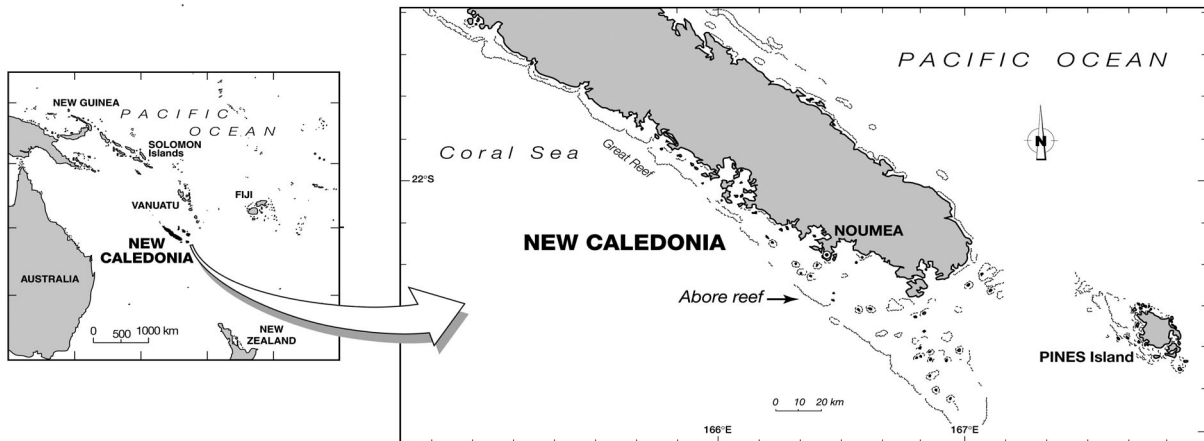 NEW GUINEA
PACIFIC
OCEAN
SOLOMON
Islands
VANUATU
FIJI
NEW
CALEDONIA
AUSTRALIA
0 500 1000 km
NEW
ZEALAND
PACIFIC OCEAN
N
Coral Sea
Great Reef
22°S
NEW CALEDONIA
NOUMEA
Abore reef
PINES Island
0 10 20 km
166°E
167°E